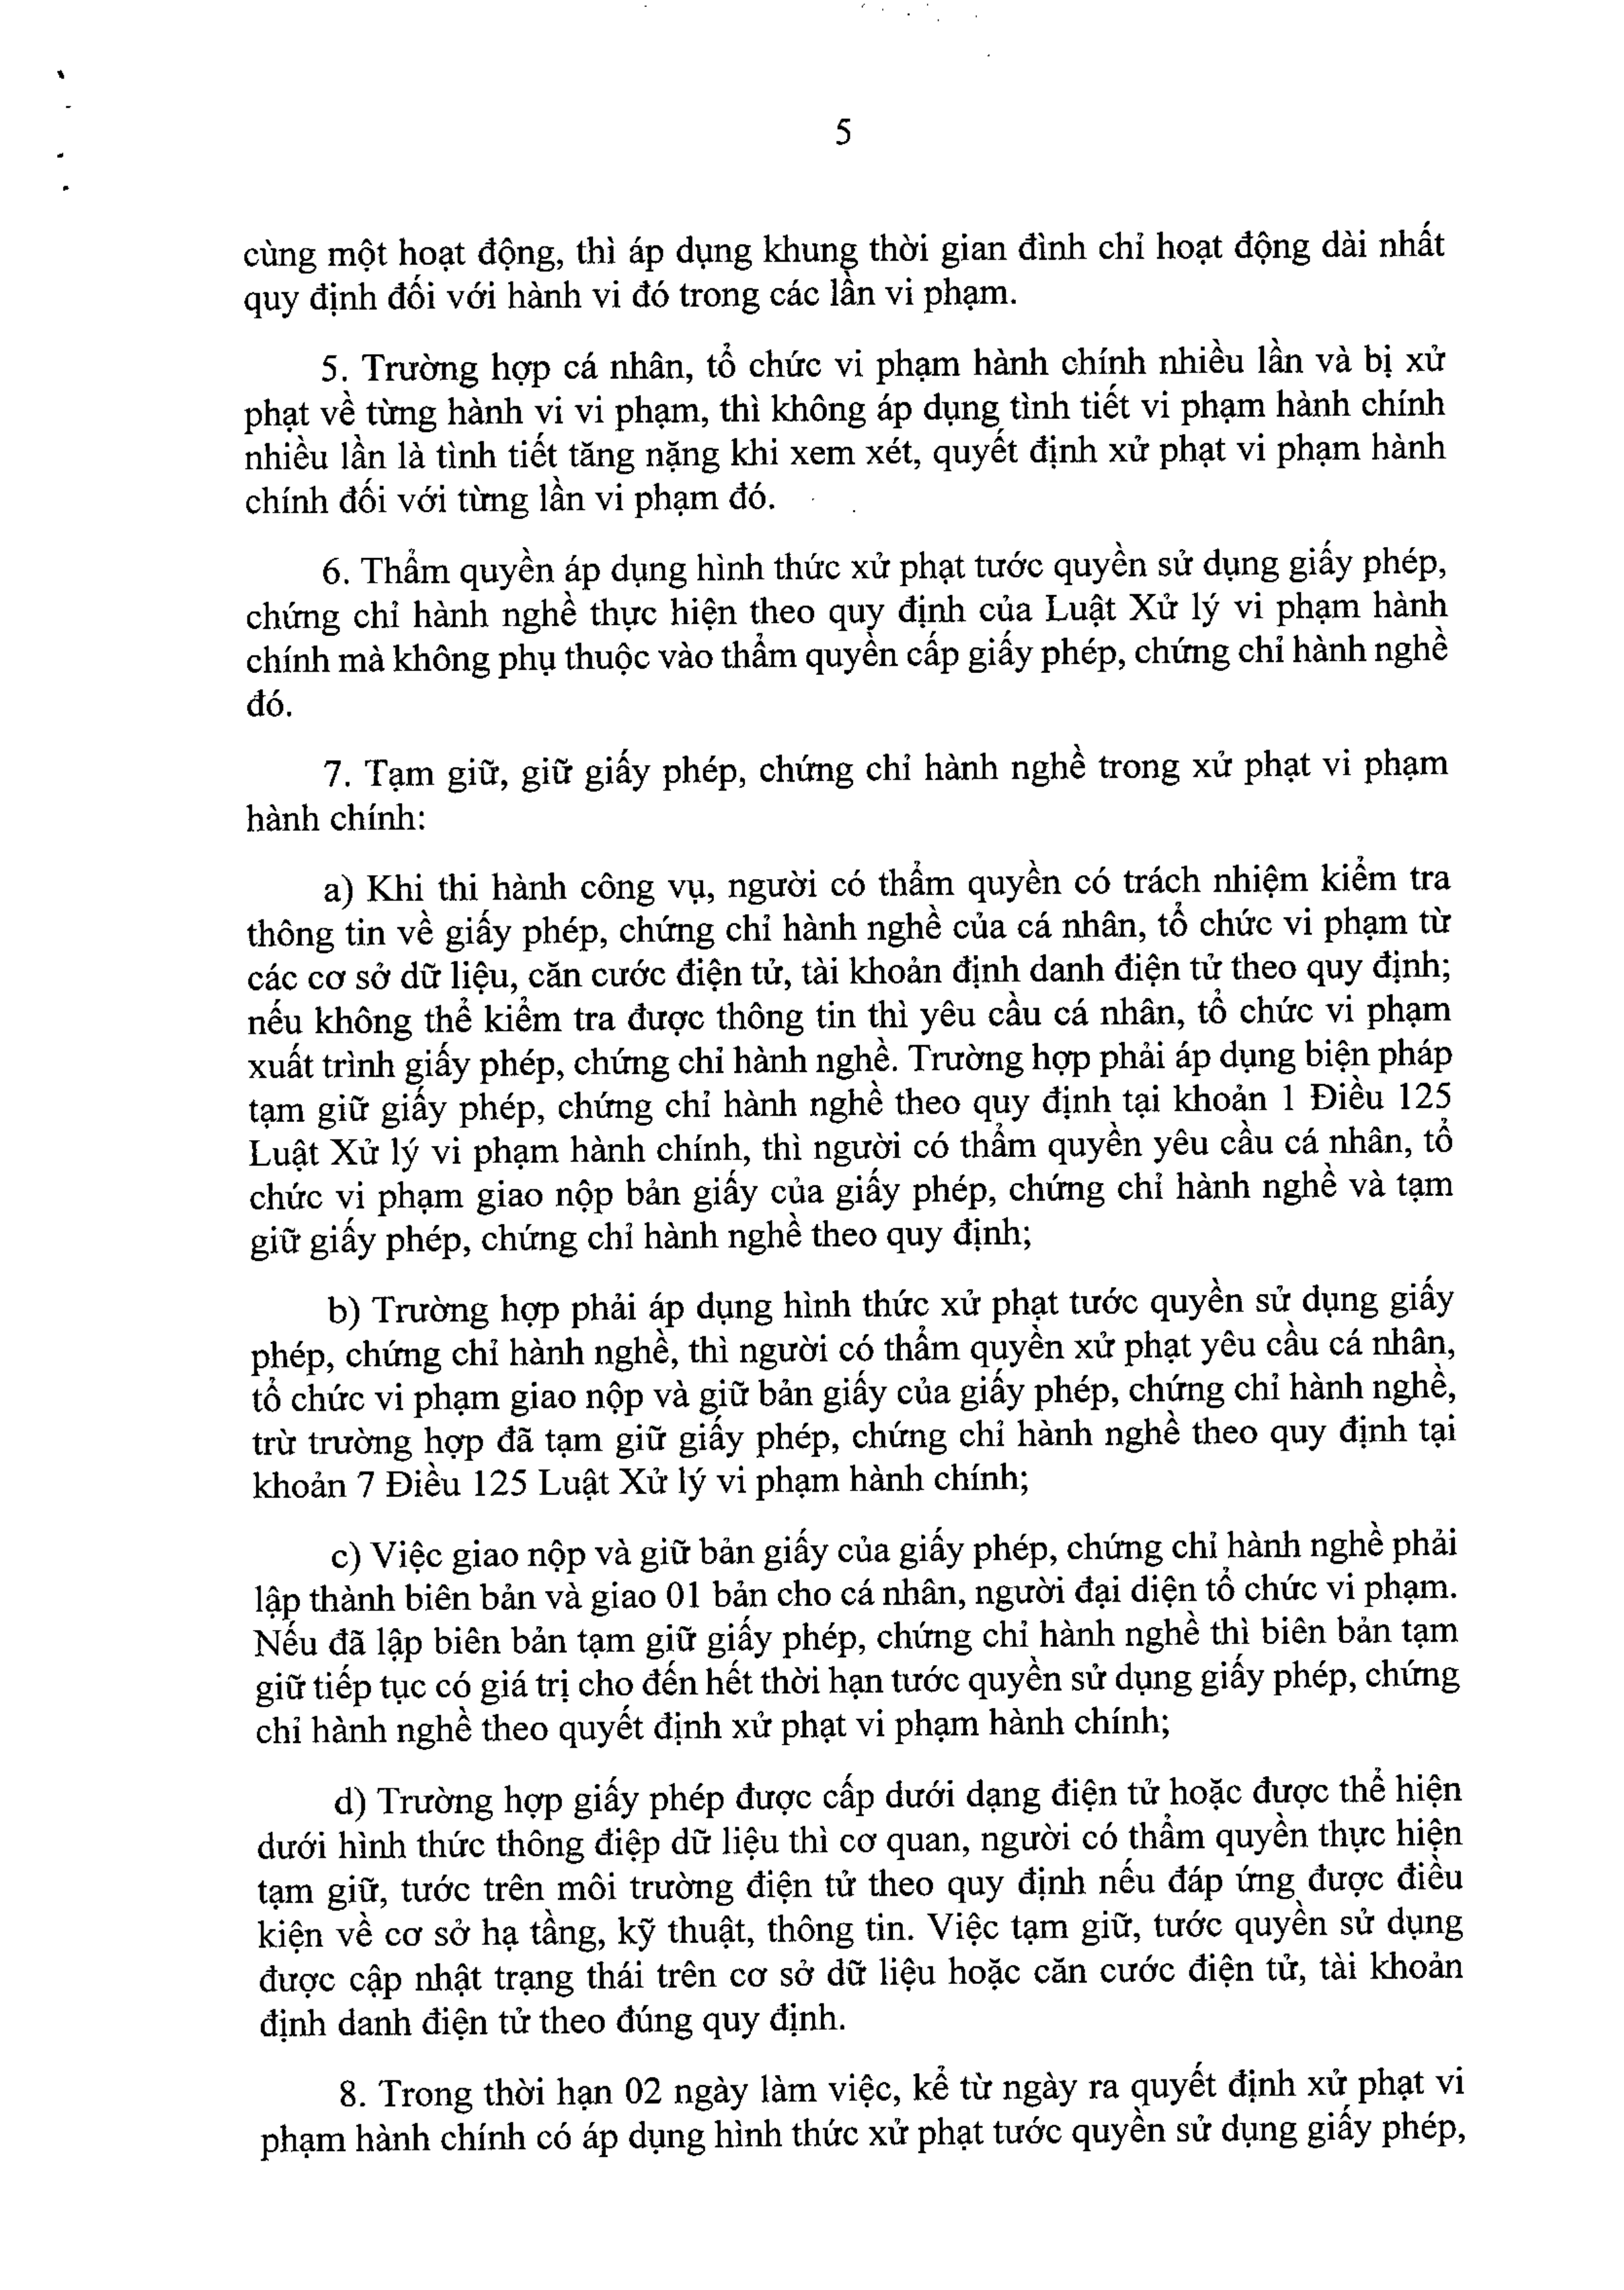 5
cùng một hoạt động, thì áp dụng khung thời gian đình chỉ hoạt động dài nhất
quy định đối với hành vi đó trong các lần vi phạm.
5. Trường hợp cá nhân, tổ chức vi phạm hành chính nhiều lần và bị xử
phạt về từng hành vi vi phạm, thì không áp dụng tình tiết vi phạm hành chính
nhiều lần là tình tiết tăng nặng khi xem xét, quyết định xử phạt vi phạm hành
chính đối với từng lần vi phạm đó.
6. Thẩm quyền áp dụng hình thức xử phạt tước quyền sử dụng giấy phép,
chứng chỉ hành nghề thực hiện theo quy định của Luật Xử lý vi phạm hành
chính mà không phụ thuộc vào thẩm quyền cấp giấy phép, chứng chỉ hành nghề
đó.
7. Tạm giữ, giữ giấy phép, chứng chỉ hành nghề trong xử phạt vi phạm
hành chính:
a) Khi thi hành công vụ, người có thẩm quyền có trách nhiệm kiểm tra
thông tin về giấy phép, chứng chỉ hành nghề của cá nhân, tổ chức vi phạm từ
các cơ sở dữ liệu, căn cước điện tử, tài khoản định danh điện tử theo quy định;
nếu không thể kiểm tra được thông tin thì yêu cầu cá nhân, tổ chức vi phạm
xuất trình giấy phép, chứng chỉ hành nghề. Trường hợp phải áp dụng biện pháp
tạm giữ giấy phép, chứng chỉ hành nghề theo quy định tại khoản 1 Điều 125
Luật Xử lý vi phạm hành chính, thì người có thẩm quyền yêu cầu cá nhân, tổ
chức vi phạm giao nộp bản giấy của giấy phép, chứng chỉ hành nghề và tạm
giữ giấy phép, chứng chỉ hành nghề theo quy định;
b) Trường hợp phải áp dụng hình thức xử phạt tước quyền sử dụng giấy
phép, chứng chỉ hành nghề, thì người có thẩm quyền xử phạt yêu cầu cá nhân,
tổ chức vi phạm giao nộp và giữ bản giấy của giấy phép, chứng chỉ hành nghề,
trừ trường hợp đã tạm giữ giấy phép, chứng chỉ hành nghề theo quy định tại
khoản 7 Điều 125 Luật Xử lý vi phạm hành chính;
c) Việc giao nộp và giữ bản giấy của giấy phép, chứng chỉ hành nghề phải
lập thành biên bản và giao 01 bản cho cá nhân, người đại diện tổ chức vi phạm.
Nếu đã lập biên bản tạm giữ giấy phép, chứng chỉ hành nghề thì biên bản tạm
giữ tiếp tục có giá trị cho đến hết thời hạn tước quyền sử dụng giấy phép, chứng
chỉ hành nghề theo quyết định xử phạt vi phạm hành chính;
d) Trường hợp giấy phép được cấp dưới dạng điện tử hoặc được thể hiện
dưới hình thức thông điệp dữ liệu thì cơ quan, người có thẩm quyền thực hiện
tạm giữ, tước trên môi trường điện tử theo quy định nếu đáp ứng được điều
kiện về cơ sở hạ tầng, kỹ thuật, thông tin. Việc tạm giữ, tước quyền sử dụng
được cập nhật trạng thái trên cơ sở dữ liệu hoặc căn cước điện tử, tài khoản
định danh điện tử theo đúng quy định.
8. Trong thời hạn 02 ngày làm việc, kể từ ngày ra quyết định xử phạt vi
phạm hành chính có áp dụng hình thức xử phạt tước quyền sử dụng giấy phép,